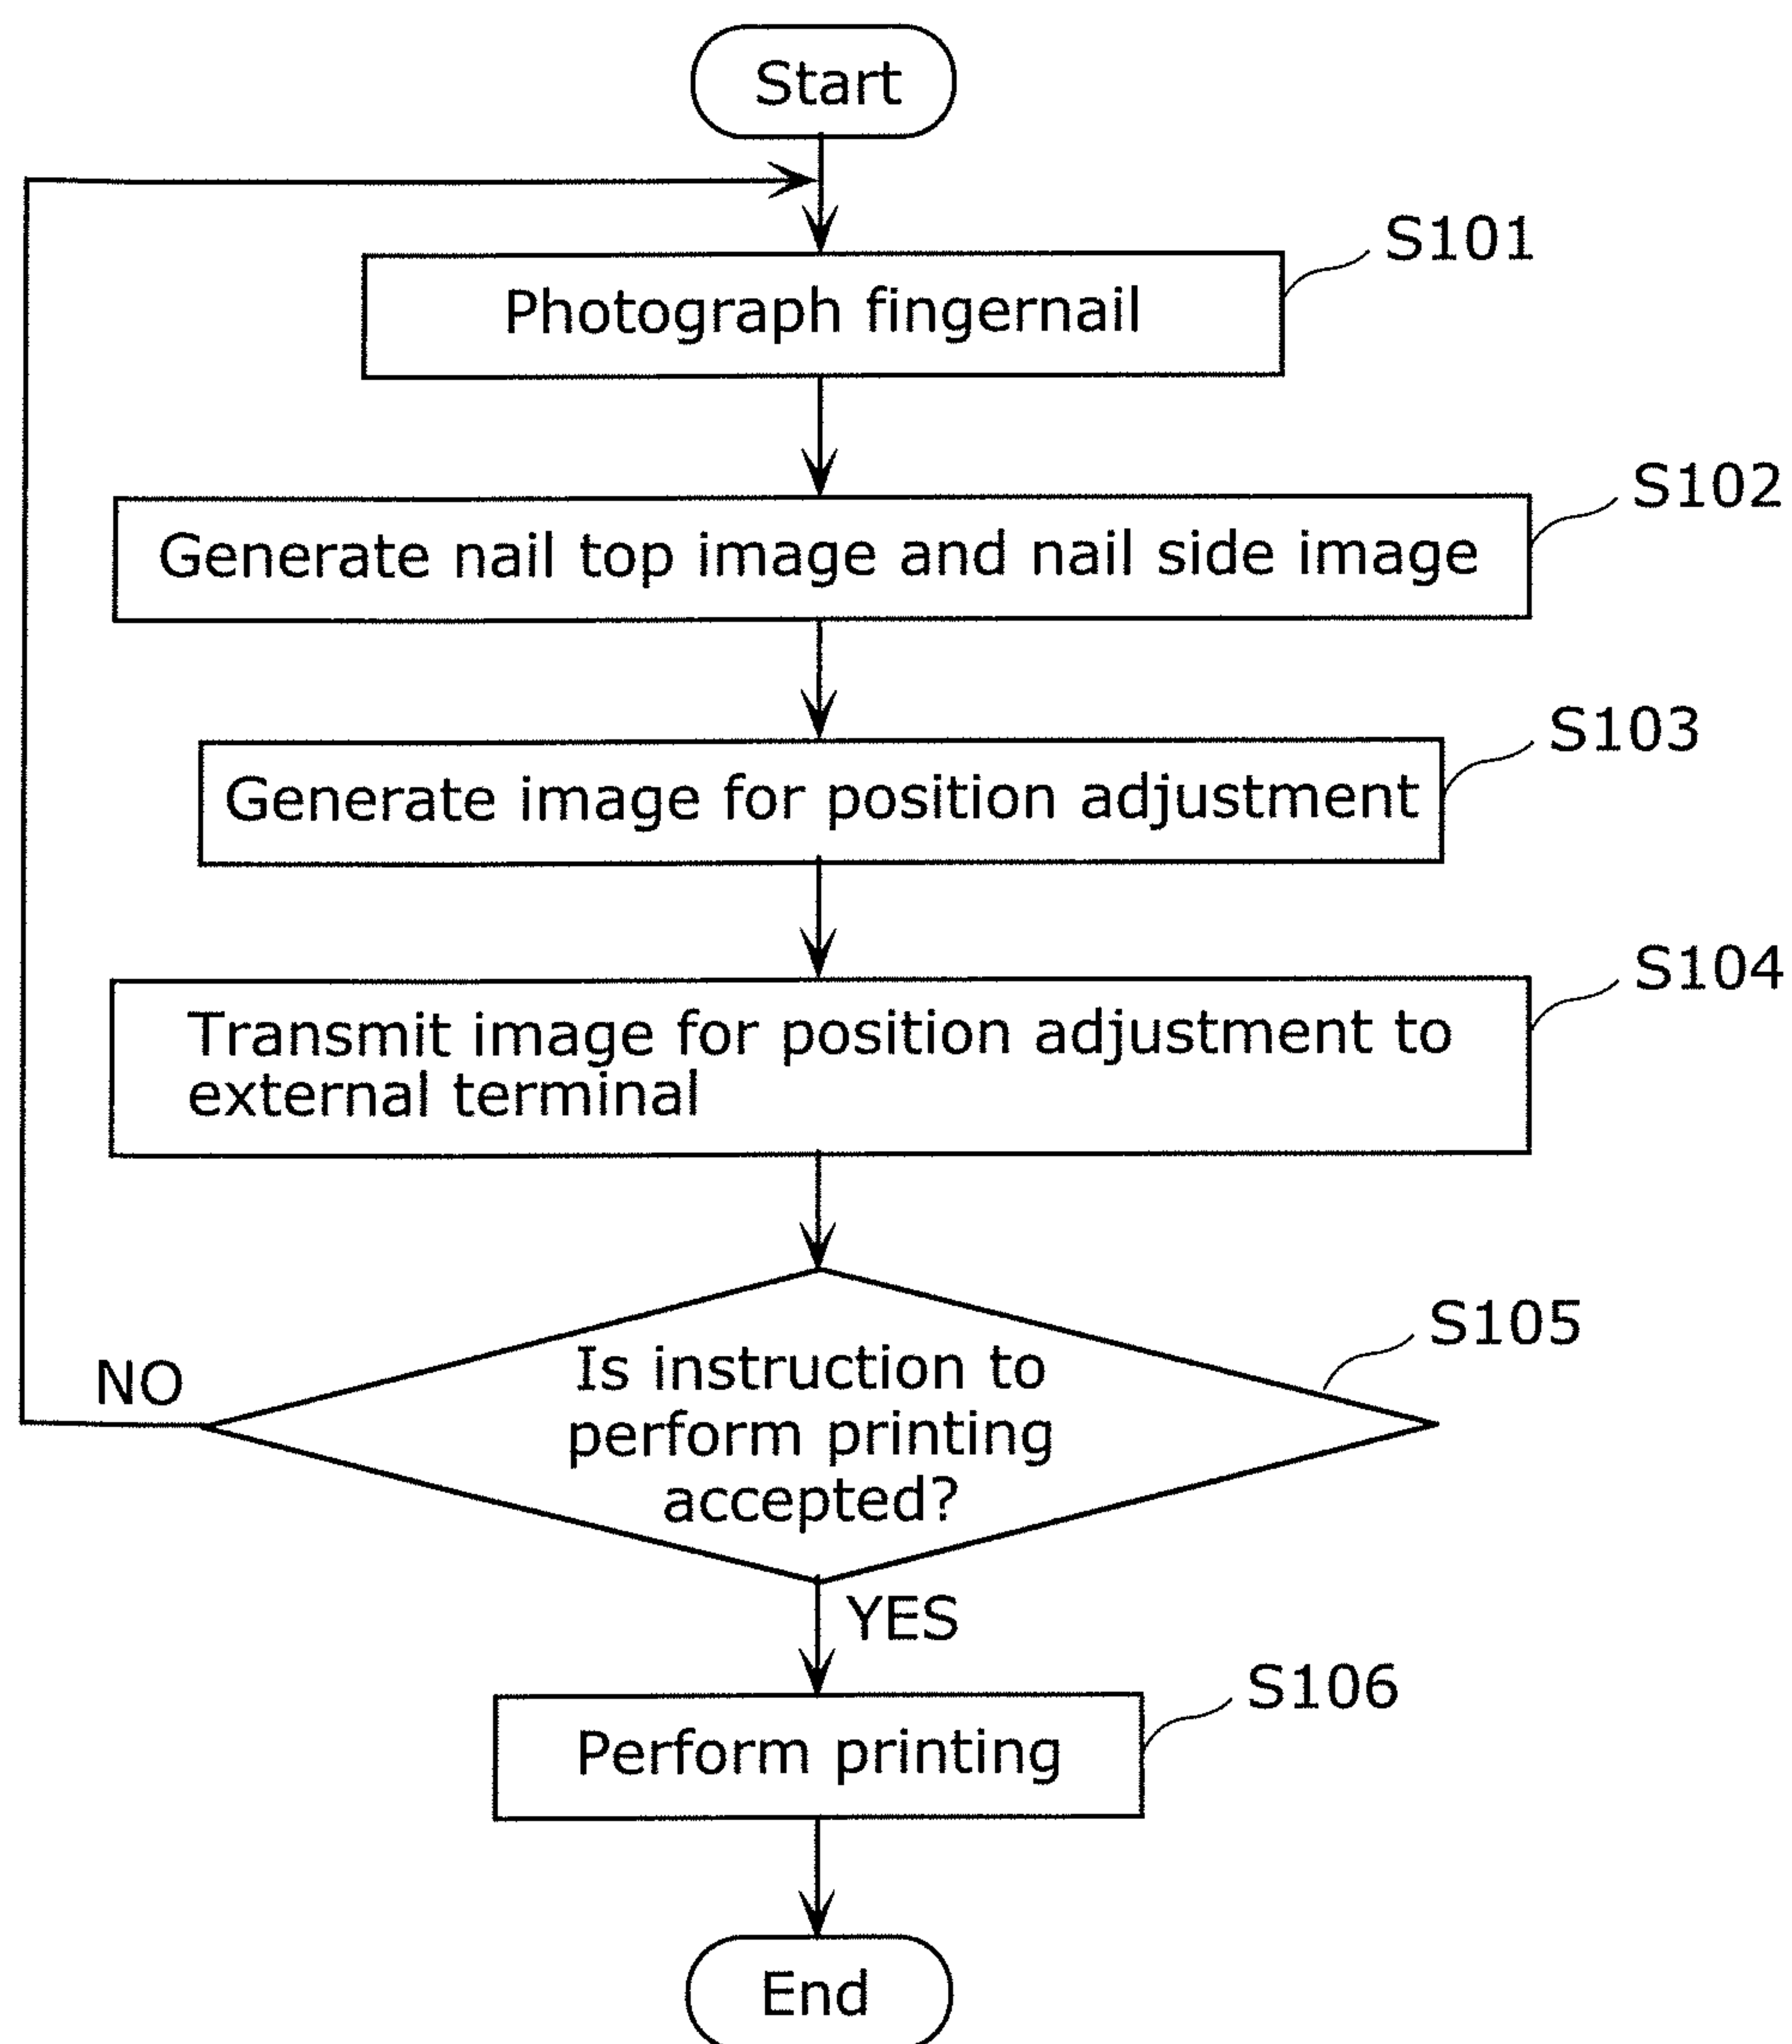 Start
S101
Photograph fingernail
S102
Generate nail top image and nail side image
S103
Generate image for position adjustment
S104
Transmit image for position adjustment to
external terminal
S105
Is instruction to
perform printing
accepted?
NO
YES
S106
Perform printing
End